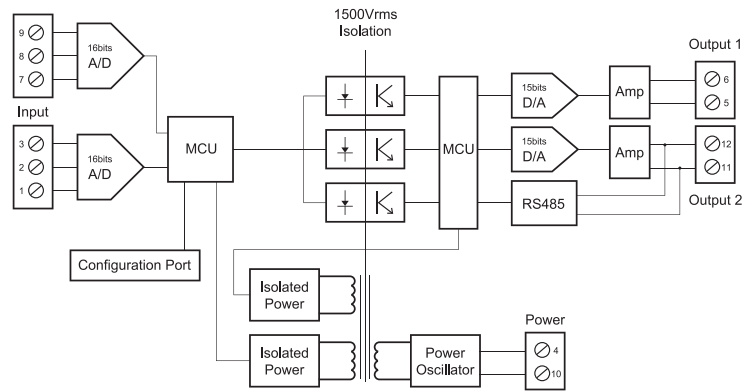 1500Vrms
Isolation
9
8
7
16bits
A/D
Input
3
2
1
16bits
A/D
MCU
Configuration Port
MCU
15bits
D/A
Amp
Output 1
6
5
15bits
D/A
Amp
12
11
Output 2
RS485
Isolated
Power
Isolated
Power
Power
Oscillator
Power
4
10